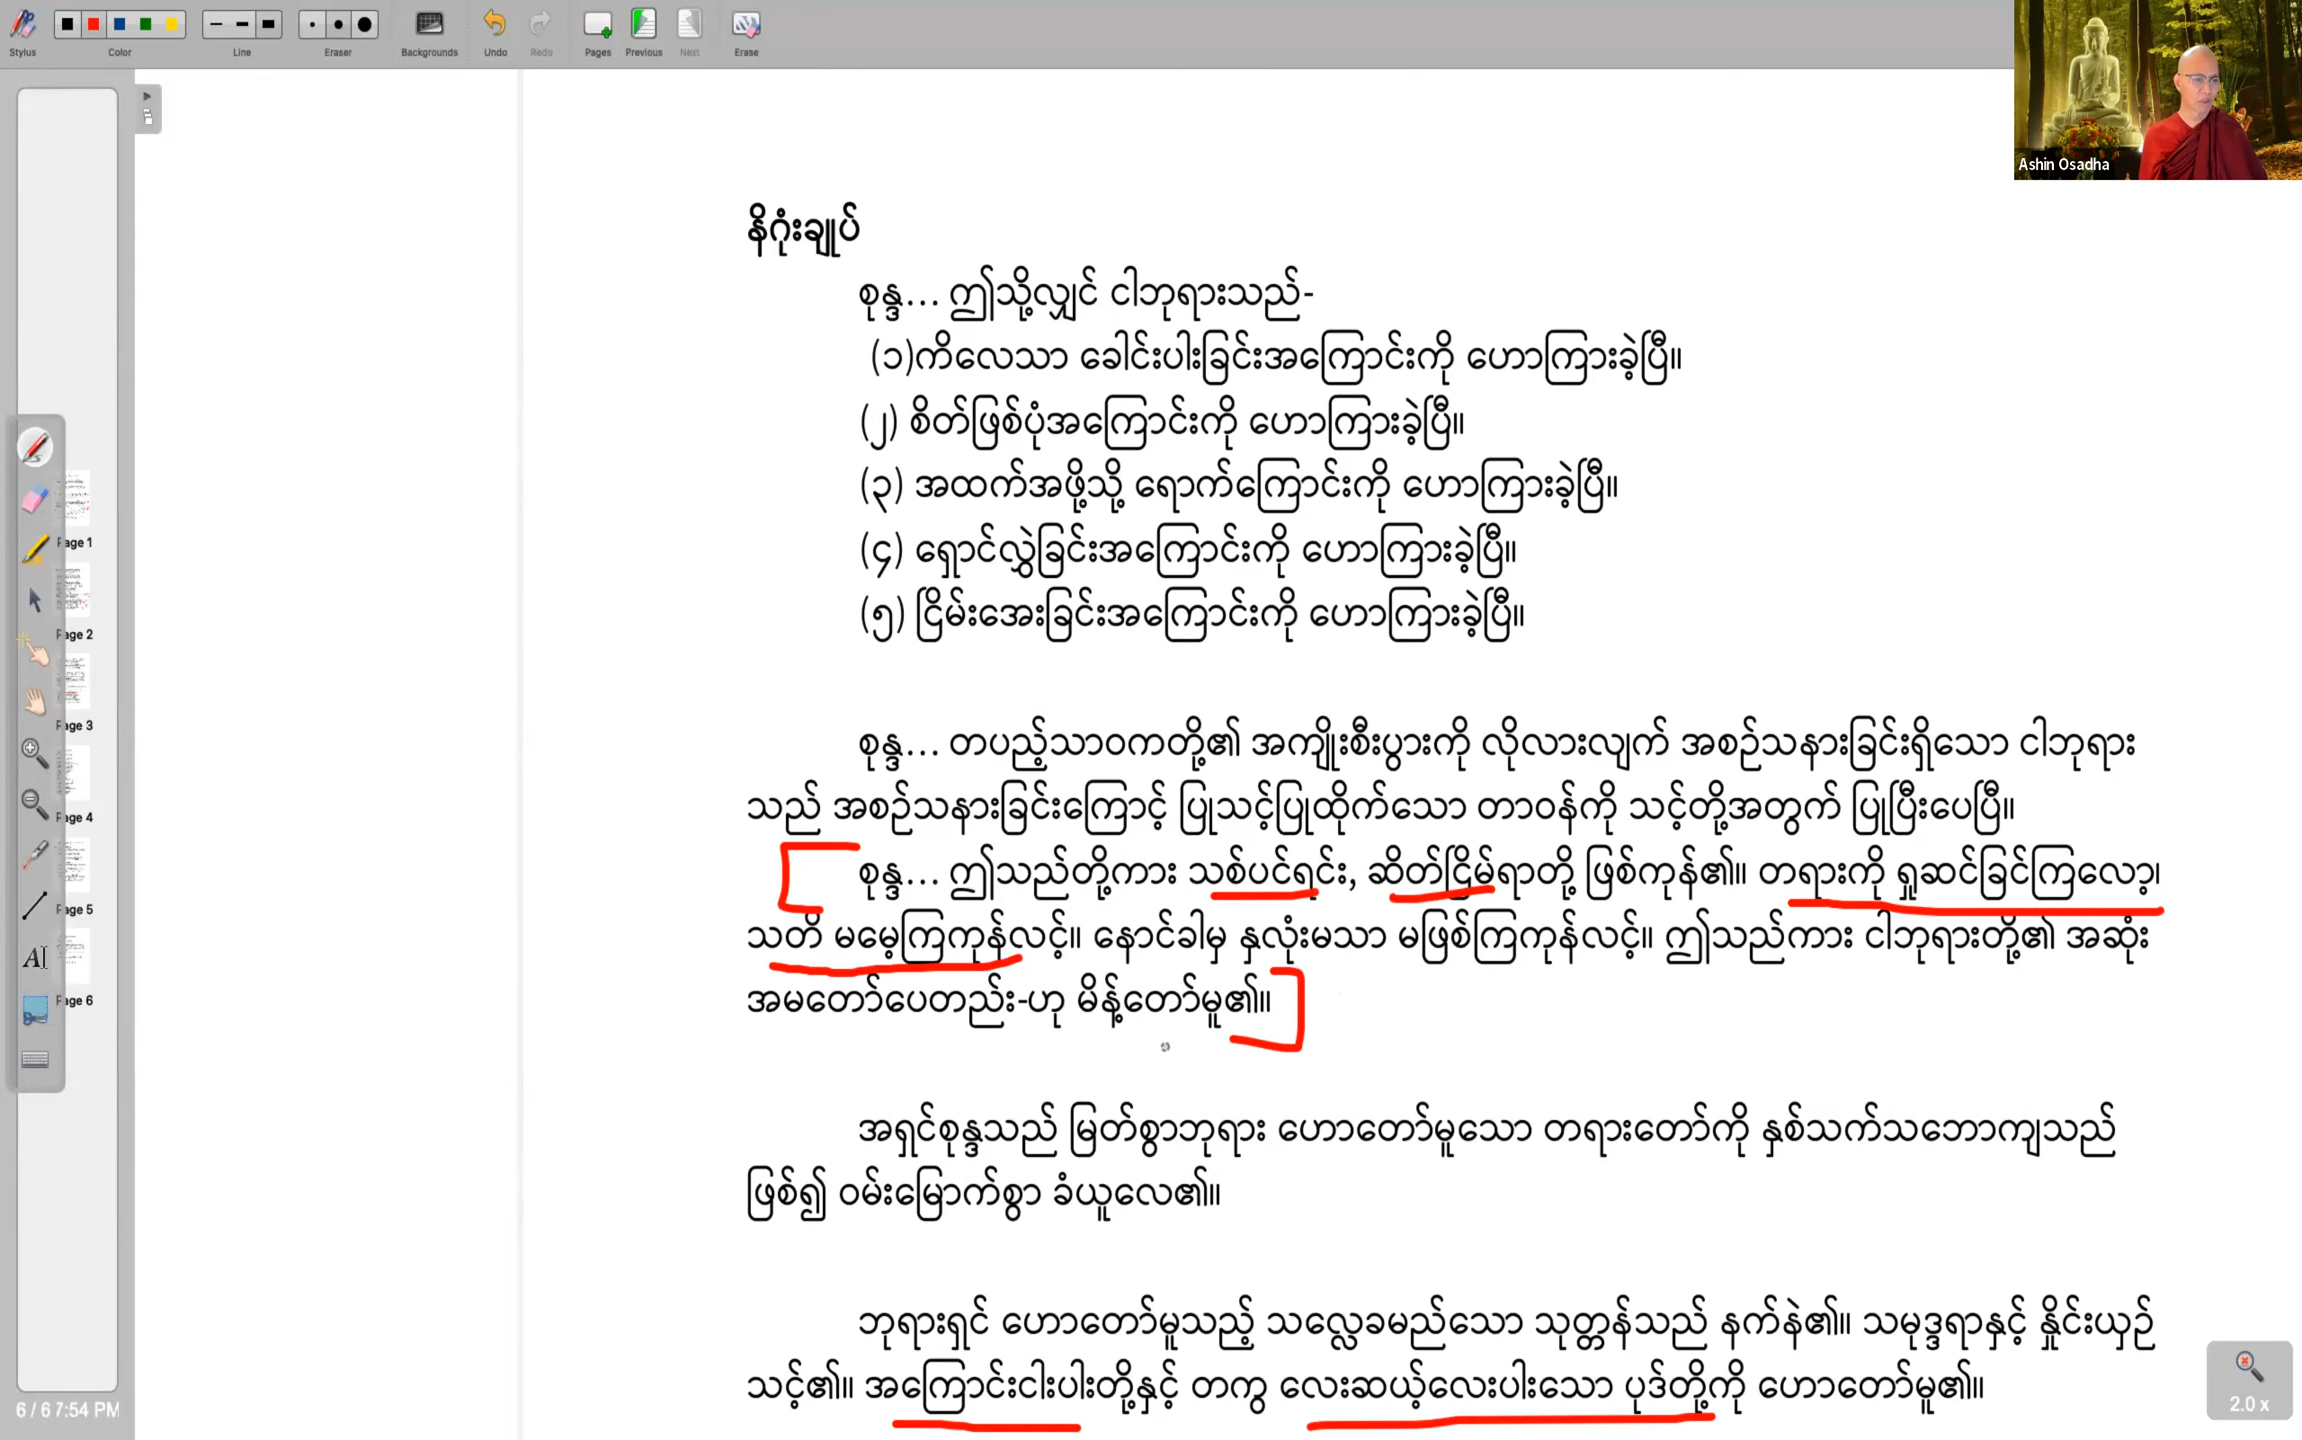 Stylus
Color
Line
Eraser
Backgrounds
Undo
Redo
Pages
Previous
Next
Erase
Ashin Osadha
နိဂုံးချုပ်
စုန္ဒ… ဤသို့လျှင် ငါဘုရားသည်-
(၁)ကိလေသာ ခေါင်းပါးခြင်းအကြောင်းကို ဟောကြားခဲ့ပြီ။
(၂) စိတ်ဖြစ်ပုံအကြောင်းကို ဟောကြားခဲ့ပြီ။
(၃) အထက်အဖို့သို့ ရောက်ကြောင်းကို ဟောကြားခဲ့ပြီ။
(၄) ရှောင်လွှဲခြင်းအကြောင်းကို ဟောကြားခဲ့ပြီ။
(၅) ငြိမ်းအေးခြင်းအကြောင်းကို ဟောကြားခဲ့ပြီ။
စုန္ဒ… တပည့်သာဝကတို့၏ အကျိုးစီးပွားကို လိုလားလျက် အစဉ်သနားခြင်းရှိသော ငါဘုရား
သည် အစဉ်သနားခြင်းကြောင့် ပြုသင့်ပြုထိုက်သော တာဝန်ကို သင့်တို့အတွက် ပြုပြီးပေပြီ။
စုန္ဒ… ဤသည်တို့ကား သစ်ပင်ရင်း, ဆိတ်ငြိမ်ရာတို့ ဖြစ်ကုန်၏။ တရားကို ရှုဆင်ခြင်ကြလော့၊
သတိ မမေ့ကြကုန်လင့်။ နောင်ခါမှ နှလုံးမသာ မဖြစ်ကြကုန်လင့်။ ဤသည်ကား ငါဘုရားတို့၏ အဆုံး
အမတော်ပေတည်း-ဟု မိန့်တော်မူ၏။
အရှင်စုန္ဒသည် မြတ်စွာဘုရား ဟောတော်မူသော တရားတော်ကို နှစ်သက်သဘောကျသည်
ဖြစ်၍ ဝမ်းမြောက်စွာ ခံယူလေ၏။
ဘုရားရှင် ဟောတော်မူသည့် သလ္လေခမည်သော သုတ္တန်သည် နက်နဲ၏။ သမုဒ္ဒရာနှင့် နှိုင်းယှဉ်
သင့်၏။ အကြောင်းငါးပါးတို့နှင့် တကွ လေးဆယ့်လေးပါးသော ပုဒ်တို့ကို ဟောတော်မူ၏။
Page 1
Page 2
Page 3
Page 4
Page 5
Page 6
6 / 6 7:54 PM
2.0 x